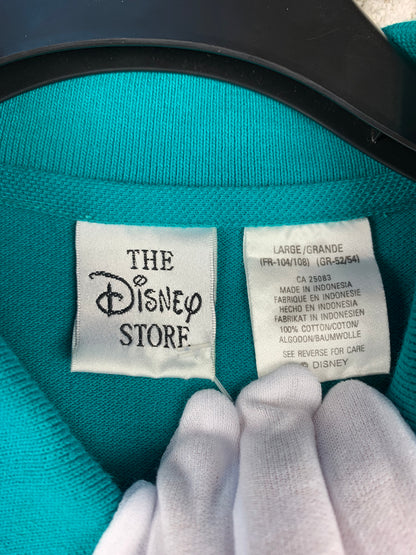 THE
Disney
STORE
LARGE/GRANDE
(FR-104/108) (GR-52/54)
CA 25083
MADE IN INDONESIA
FABRIQUE EN INDONESIE
HECHO EN INDONESIA
FABRIKAT IN INDONESIEN
100% COTTON/COTON/
ALGODON/BAUMWOLLE
SEE REVERSE FOR CARE
© DISNEY